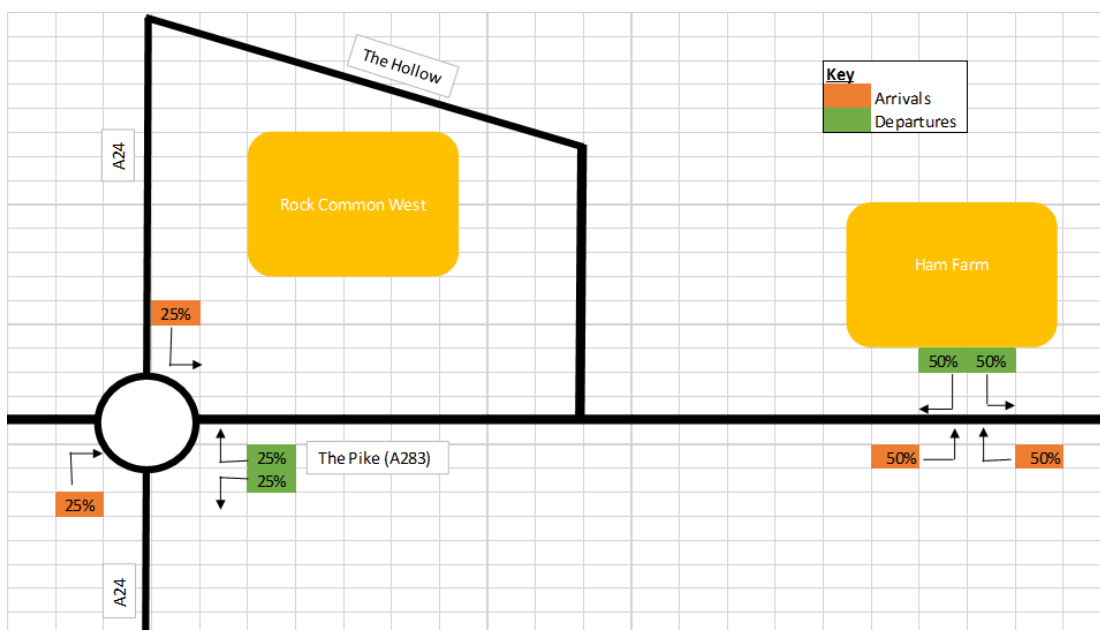 The Hollow
Key
Arrivals
Departures
A24
Rock Common West
Ham Farm
25%
50% 50%
25%
25%
The Pike (A283)
50%
50%
25%
A24